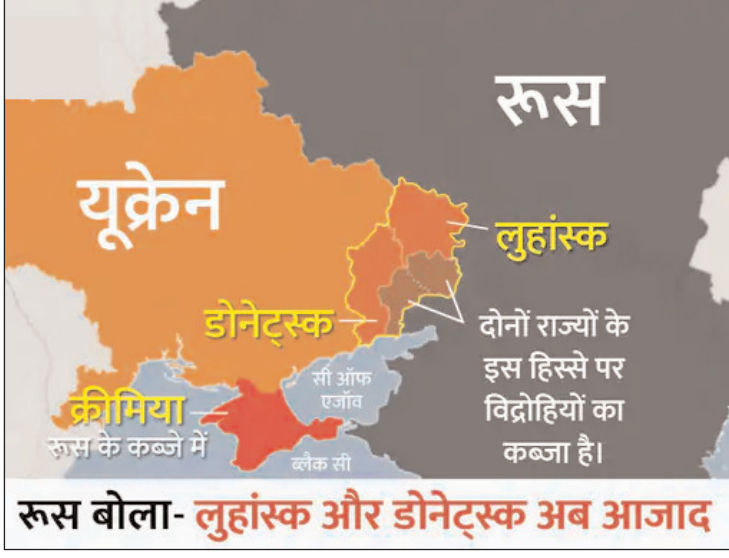 रूस
यूक्रेन
लुहांस्क
डोनेट्स्क
दोनों राज्यों के
इस हिस्से पर
विद्रोहियों का
कब्जा है।
सी ऑफ
एजॉव
क्रीमिया
रूस के कब्जे में
ब्लैक सी
रूस बोला- लुहांस्क और डोनेट्स्क अब आजाद